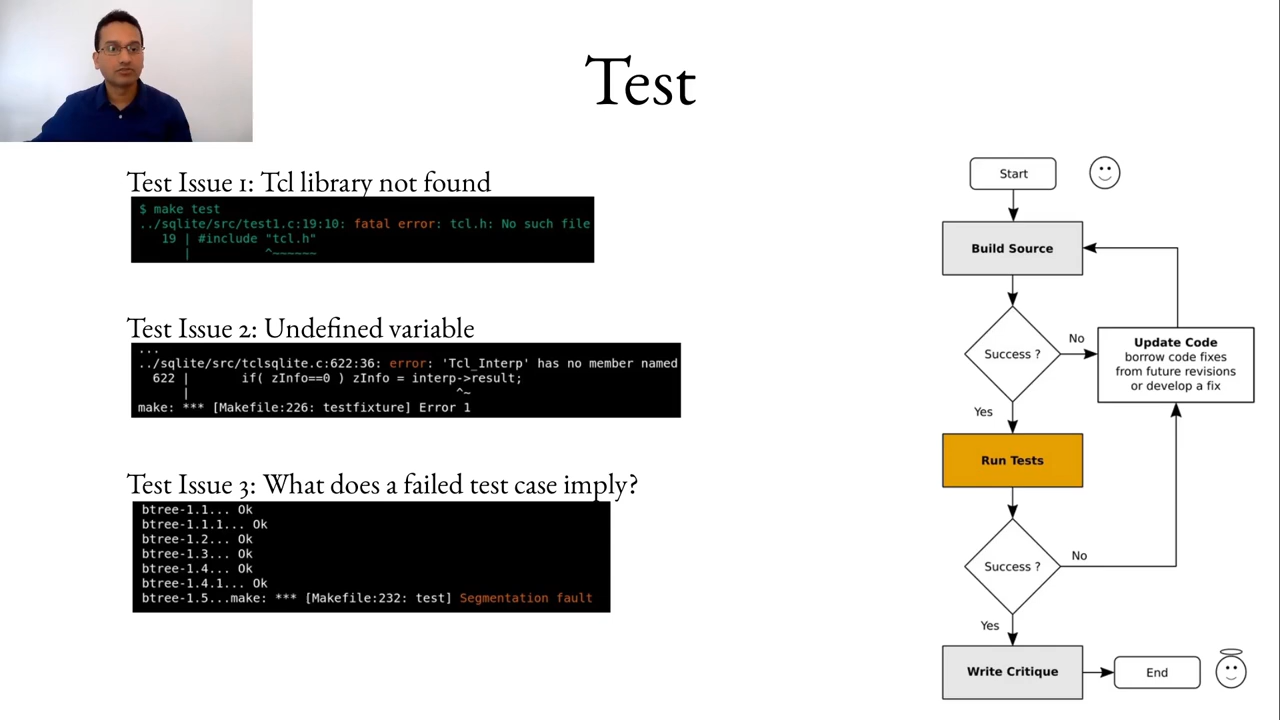 Test
Test Issue 1: Tcl library not found
$ make test
../sqlite/src/test1.c:19:10: fatal error: tcl.h: No such file
19 | #include "tcl.h"
| ^~~~~~~
Test Issue 2: Undefined variable
...
../sqlite/src/tclsqlite.c:622:36: error: 'Tcl_Interp' has no member named
622 | if( zInfo==0 ) zInfo = interp->result;
| ^~
make: *** [Makefile:226: testfixture] Error 1
Test Issue 3: What does a failed test case imply?
btree-1.1... Ok
btree-1.1.1... Ok
btree-1.2... Ok
btree-1.3... Ok
btree-1.4... Ok
btree-1.4.1... Ok
btree-1.5...make: *** [Makefile:232: test] Segmentation fault
Start
Build Source
Success ?
No
Update Code
borrow code fixes
from future revisions
or develop a fix
Yes
Run Tests
Success ?
No
Yes
Write Critique
End